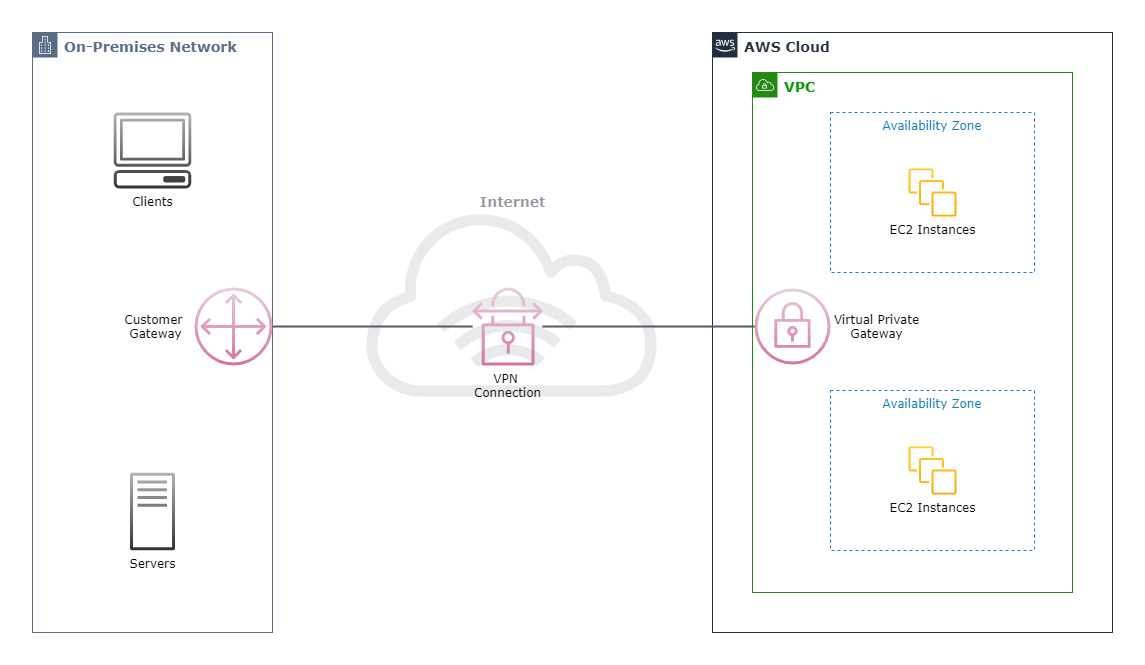 On-Premises Network
Clients
Customer
Gateway
Servers
Internet
VPN
Connection
aws
AWS Cloud
VPC
Availability Zone
EC2 Instances
Virtual Private
Gateway
Availability Zone
EC2 Instances